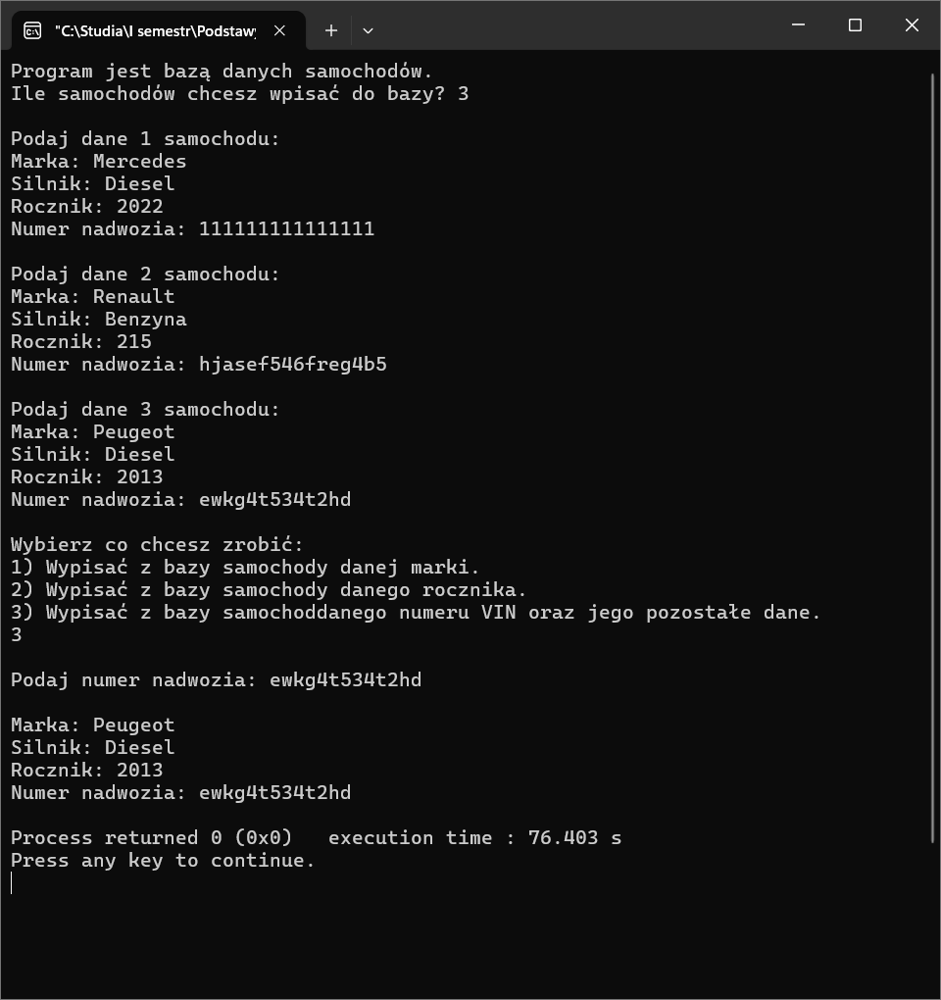 "C:\Studia\I semestr\Podstawy
Program jest bazą danych samochodów.
Ile samochodów chcesz wpisać do bazy? 3
Podaj dane 1 samochodu:
Marka: Mercedes
Silnik: Diesel
Rocznik: 2022
Numer nadwozia: 111111111111111
Podaj dane 2 samochodu:
Marka: Renault
Silnik: Benzyna
Rocznik: 215
Numer nadwozia: hjasef546freg4b5
Podaj dane 3 samochodu:
Marka: Peugeot
Silnik: Diesel
Rocznik: 2013
Numer nadwozia: ewkg4t534t2hd
Wybierz co chcesz zrobić:
1) Wypisać z bazy samochody danej marki.
2) Wypisać z bazy samochody danego rocznika.
3) Wypisać z bazy samochoddanego numeru VIN oraz jego pozostałe dane.
3
Podaj numer nadwozia: ewkg4t534t2hd
Marka: Peugeot
Silnik: Diesel
Rocznik: 2013
Numer nadwozia: ewkg4t534t2hd
Process returned 0 (0x0)   execution time : 76.403 s
Press any key to continue.